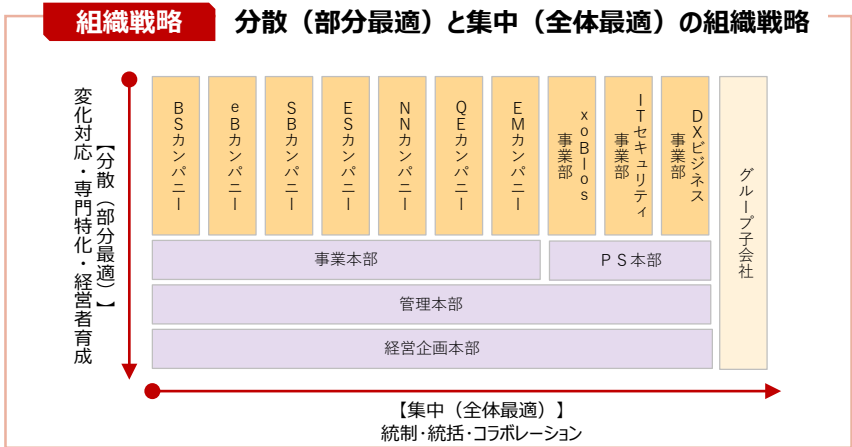 組織戦略 分散（部分最適）と集中（全体最適）の組織戦略
【分散（部分最適）】
変化対応・専門特化・経営者育成
BSカンパニー
eBカンパニー
SBカンパニー
ESカンパニー
NNカンパニー
QEカンパニー
EMカンパニー
xoBlos
事業部
ITセキュリティ
事業部
DXビジネス
事業部
グループ子会社
事業本部
PS本部
管理本部
経営企画本部
【集中（全体最適）】
統制・統括・コラボレーション